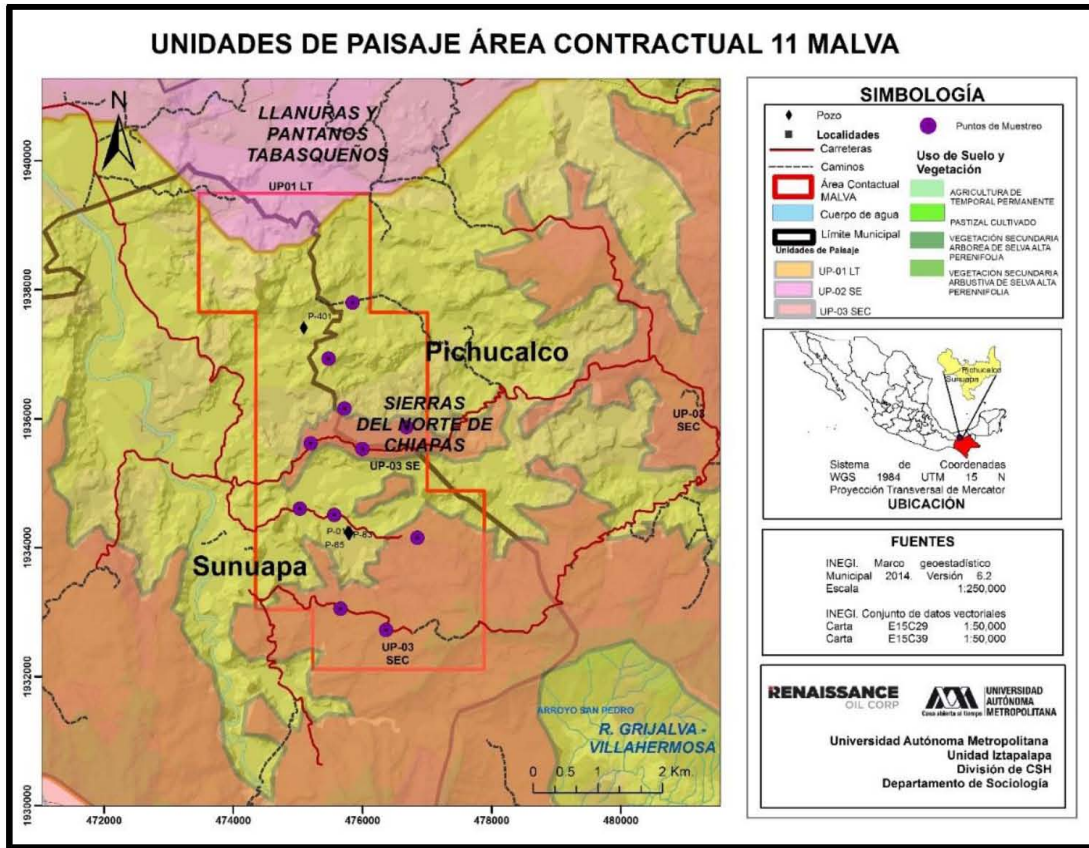 UNIDADES DE PAISAJE ÁREA CONTRACTUAL 11 MALVA
N
LLANURAS Y
PANTANOS
TABASQUEÑOS
UP01 LT
P-401
Pichucalco
SIERRAS
DEL NORTE DE
CHIAPAS
UP-03 SE
UP-03
SEC
P-01
P-65
Sunuapa
UP-03
SEC
ARROYO SAN PEDRO
R. GRIJALVA -
VILLAHERMOSA
0 0.5 1 2 Km.
1940000
1938000
1936000
1934000
1932000
1930000
472000 474000 476000 478000 480000
SIMBOLOGÍA
Pozo
Localidades
Carreteras
Caminos
Área Contactual
MALVA
Cuerpo de agua
Límite Municipal
Unidades de Paisaje
UP-01 LT
UP-02 SE
UP-03 SEC
Puntos de Muestreo
Uso de Suelo y
Vegetación
AGRICULTURA DE
TEMPORAL PERMANENTE
PASTIZAL CULTIVADO
VEGETACIÓN SECUNDARIA
ARBOREA DE SELVA ALTA
PERENIFOLIA
VEGETACIÓN SECUNDARIA
ARBUSTIVA DE SELVA ALTA
PERENNIFOLIA
Pichucalco
Sunuapa
Sistema de Coordenadas
WGS 1984 UTM 15 N
Proyección Transversal de Mercator
UBICACIÓN
FUENTES
INEGI. Marco geoestadístico
Municipal 2014. Versión 6.2
Escala 1:250,000
INEGI. Conjunto de datos vectoriales
Carta E15C29 1:50,000
Carta E15C39 1:50,000
RENAISSANCE
OIL CORP
Casa abierta al tiempo
UNIVERSIDAD
AUTÓNOMA
METROPOLITANA
Universidad Autónoma Metropolitana
Unidad Iztapalapa
División de CSH
Departamento de Sociología